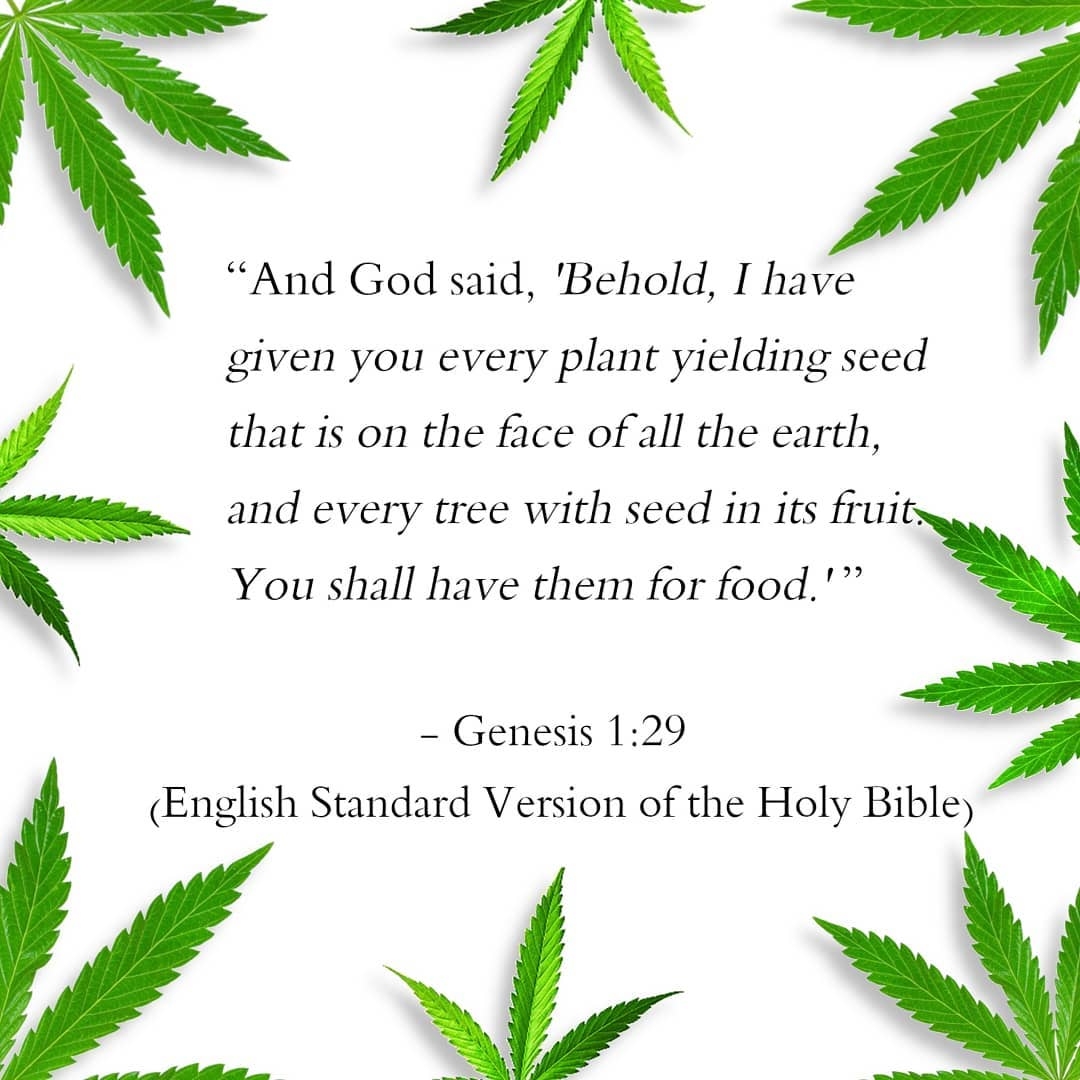 “And God said, 'Behold, I have
given you every plant yielding seed
that is on the face of all the earth,
and every tree with seed in its fruit.
You shall have them for food.' ”
– Genesis 1:29
(English Standard Version of the Holy Bible)